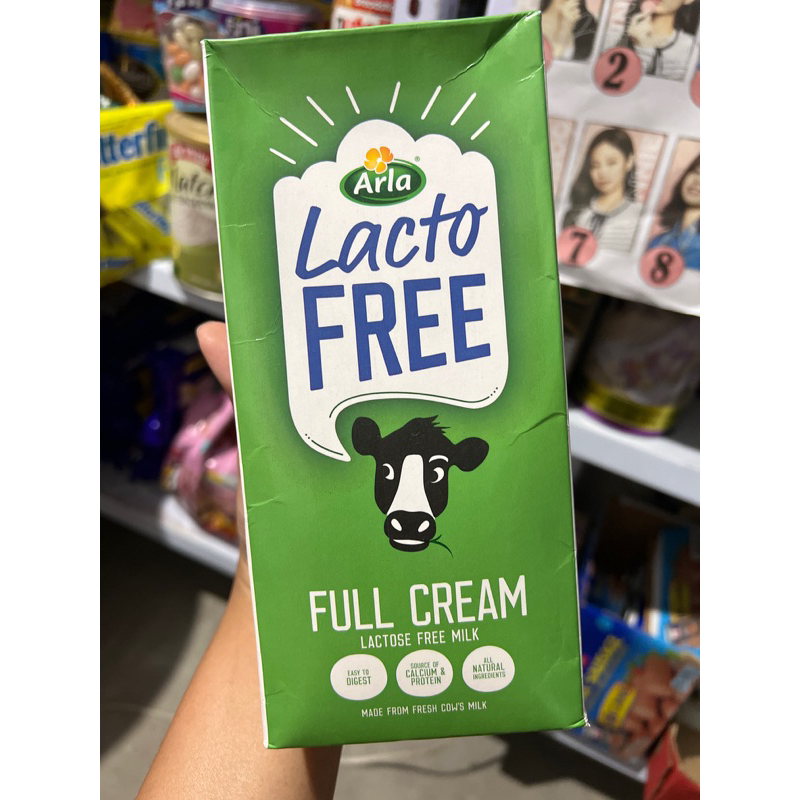 Arla
Lacto
FREE
FULL CREAM
LACTOSE FREE MILK
EASY TO
DIGEST
SOURCE OF
CALCIUM &
PROTEIN
ALL
NATURAL
INGREDIENTS
MADE FROM FRESH COW'S MILK
2
7
8